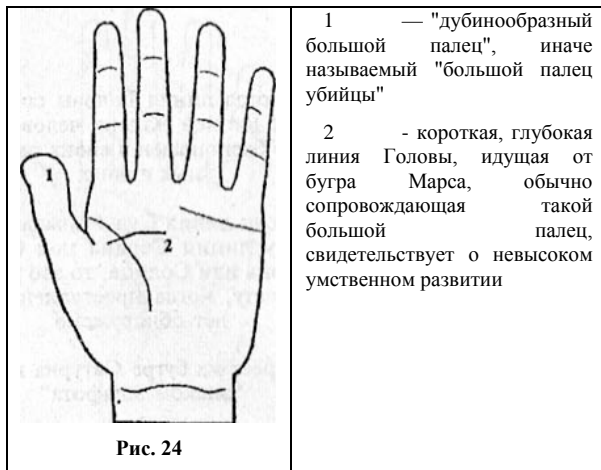 1
2
Рис. 24
1 — "дубинообразный
большой палец", иначе
называемый "большой палец
убийцы"
2 - короткая, глубокая
линия Головы, идущая от
бугра Марса, обычно
сопровождающая такой
большой палец,
свидетельствует о невысоком
умственном развитии